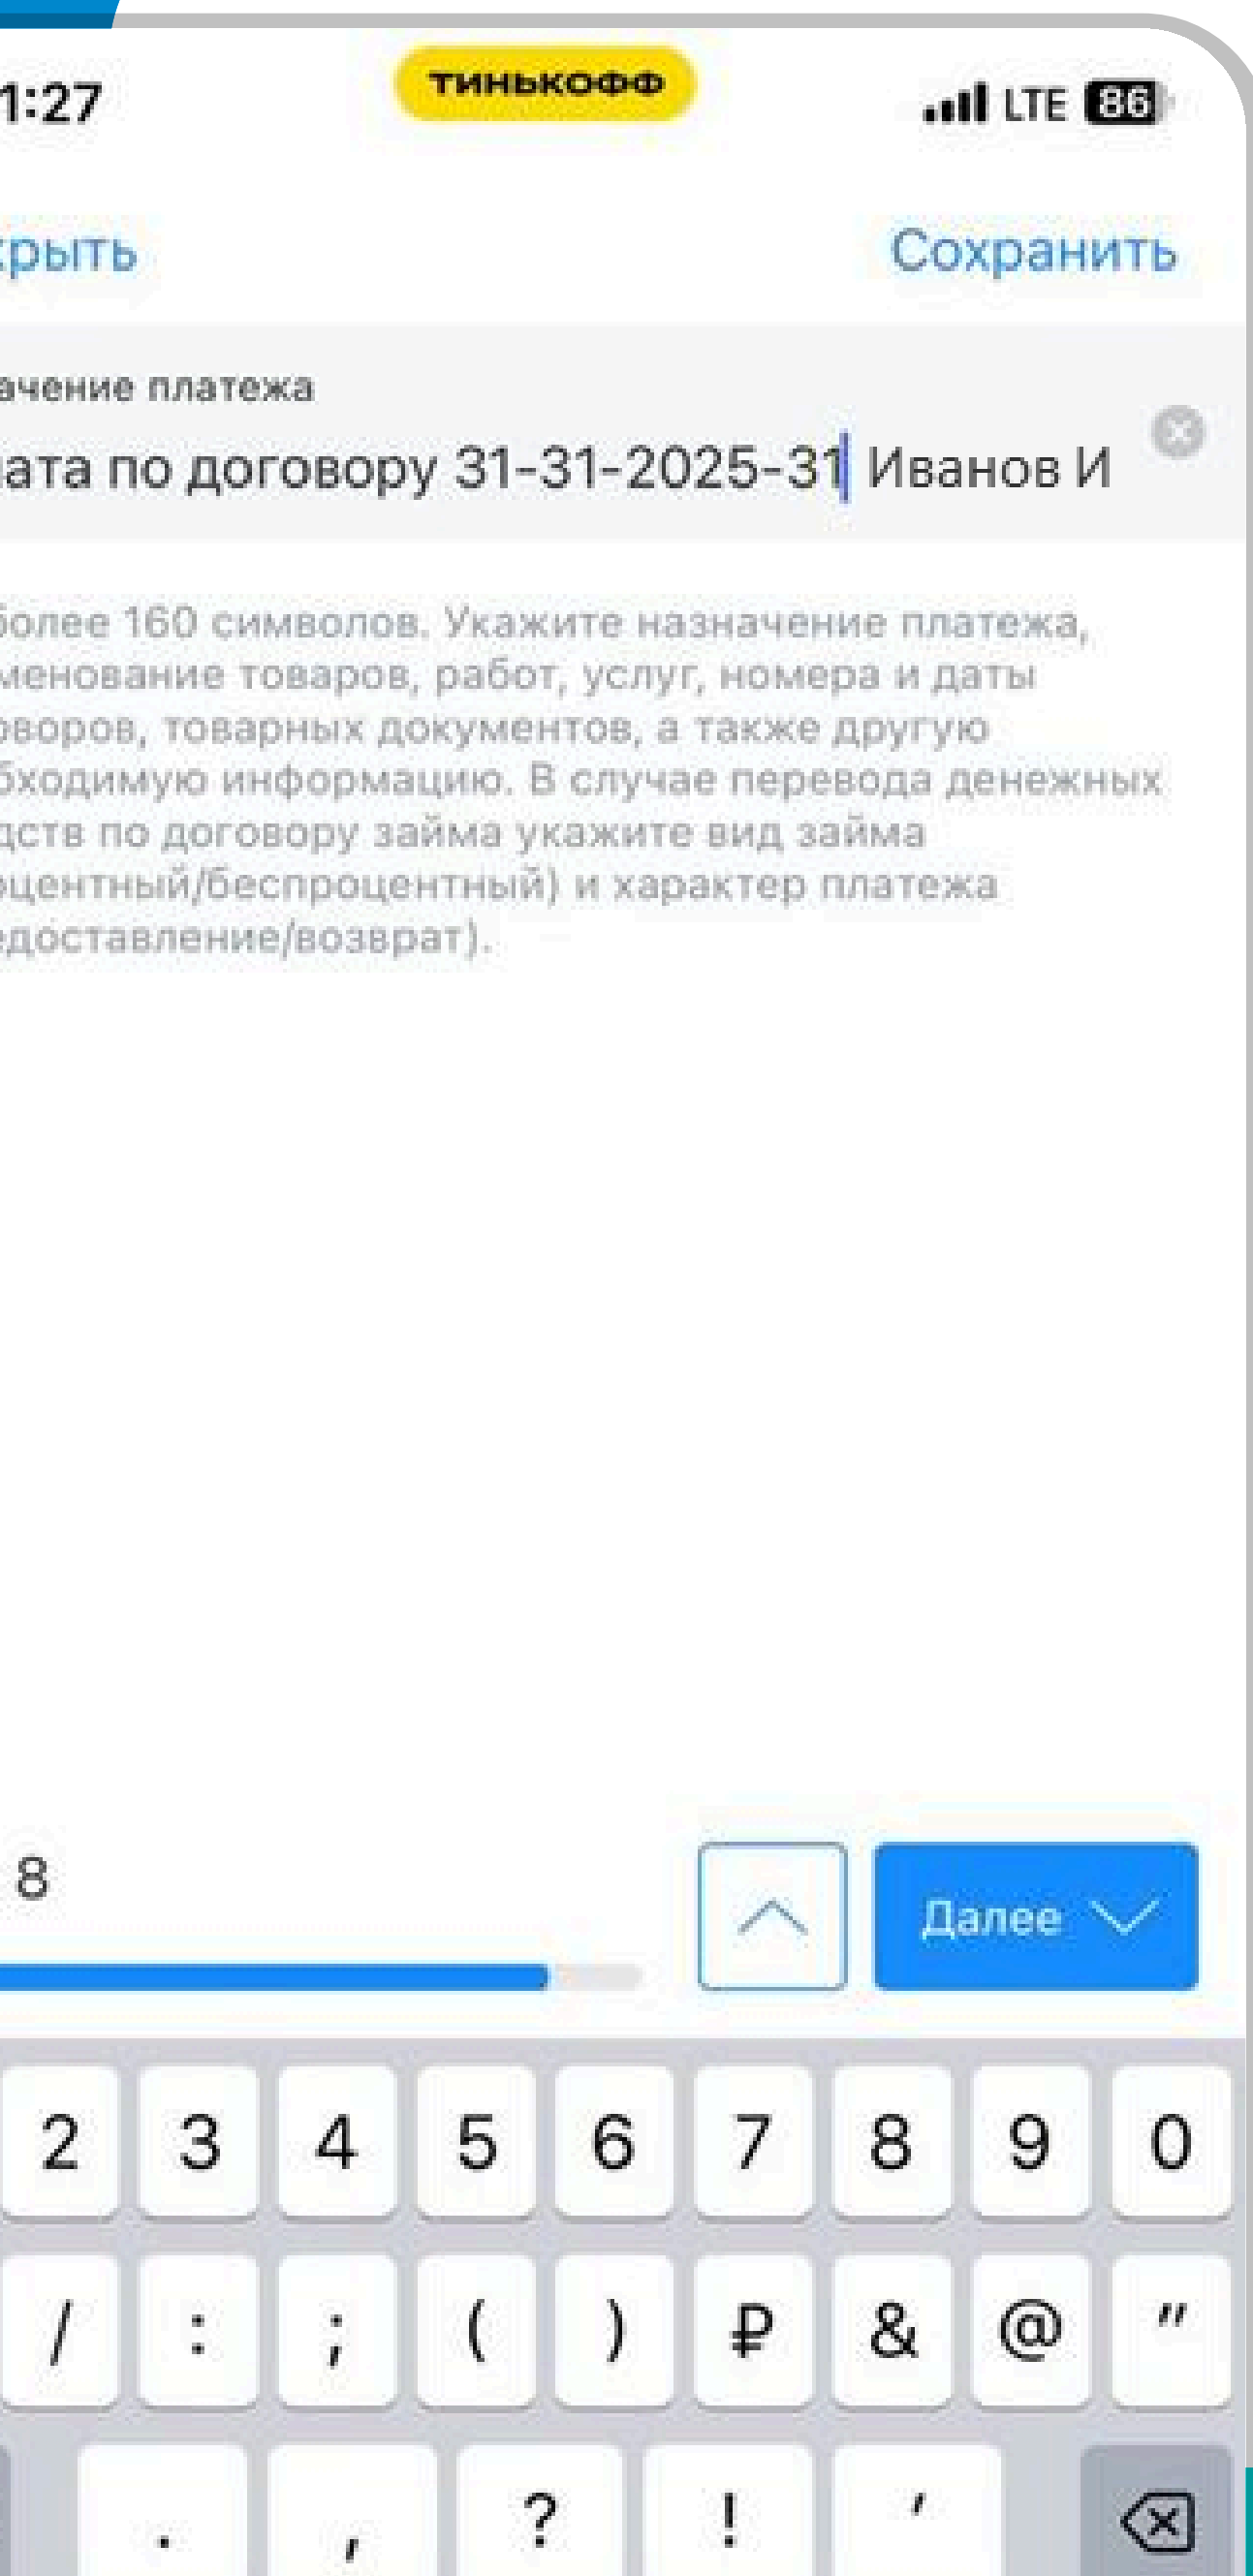 1:27 ТИНЬКОФФ LTE 86
крыть Сохранить
ачение платежа
лата по договору 31-31-2025-31 Иванов И
более 160 символов. Укажите назначение платежа,
менование товаров, работ, услуг, номера и даты
оворов, товарных документов, а также другую
бходимую информацию. В случае перевода денежных
дств по договору займа укажите вид займа
оцентный/беспроцентный) и характер платежа
едоставление/возврат).
8
Далее
2 3 4 5 6 7 8 9 0
/ : ; ( ) ₽ & @ "
. , ? ! '